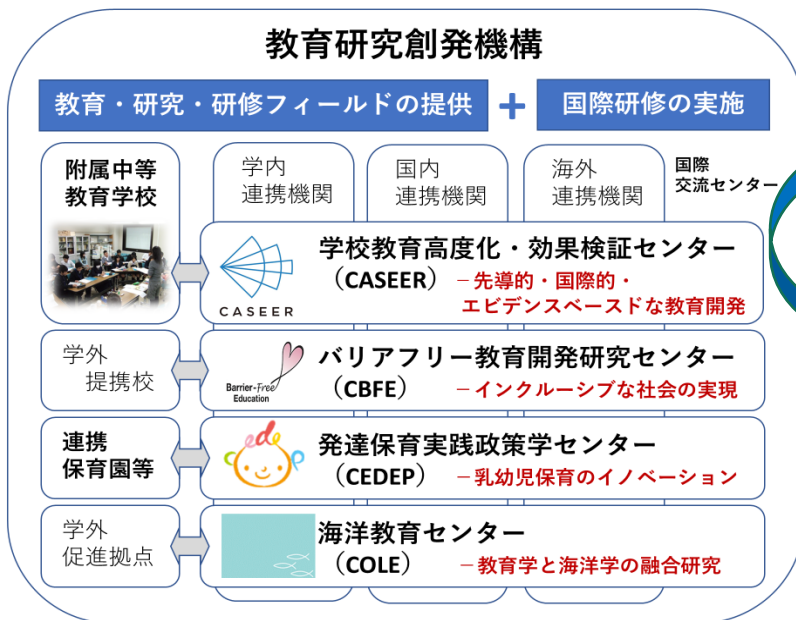 教育研究創発機構
教育・研究・研修フィールドの提供
+
国際研修の実施
附属中等
教育学校
学内
連携機関
国内
連携機関
海外
連携機関
国際
交流センター
CASEER
学校教育高度化・効果検証センター
（CASEER）
－先導的・国際的・
エビデンスベースドな教育開発
学外
提携校
Barrier-Free
Education
バリアフリー教育開発研究センター
（CBFE）
－インクルーシブな社会の実現
連携
保育園等
cedep
発達保育実践政策学センター
（CEDEP）
－乳幼児保育のイノベーション
学外
促進拠点
海洋教育センター
（COLE）
－教育学と海洋学の融合研究